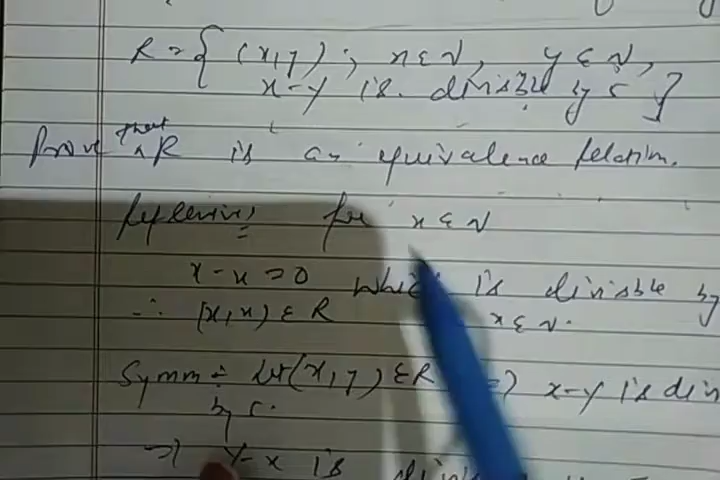 R = { (x, y) ; x ∈ N, y ∈ N,
x - y is divisible by 5 }
Prove that R is an equivalence relation.
Reflexive; for x ∈ N
x - x = 0 which is divisible by
∴ (x, x) ∈ R x ∈ N.
Symm :- let (x, y) ∈ R => x - y is divi
by 5.
=> y - x is